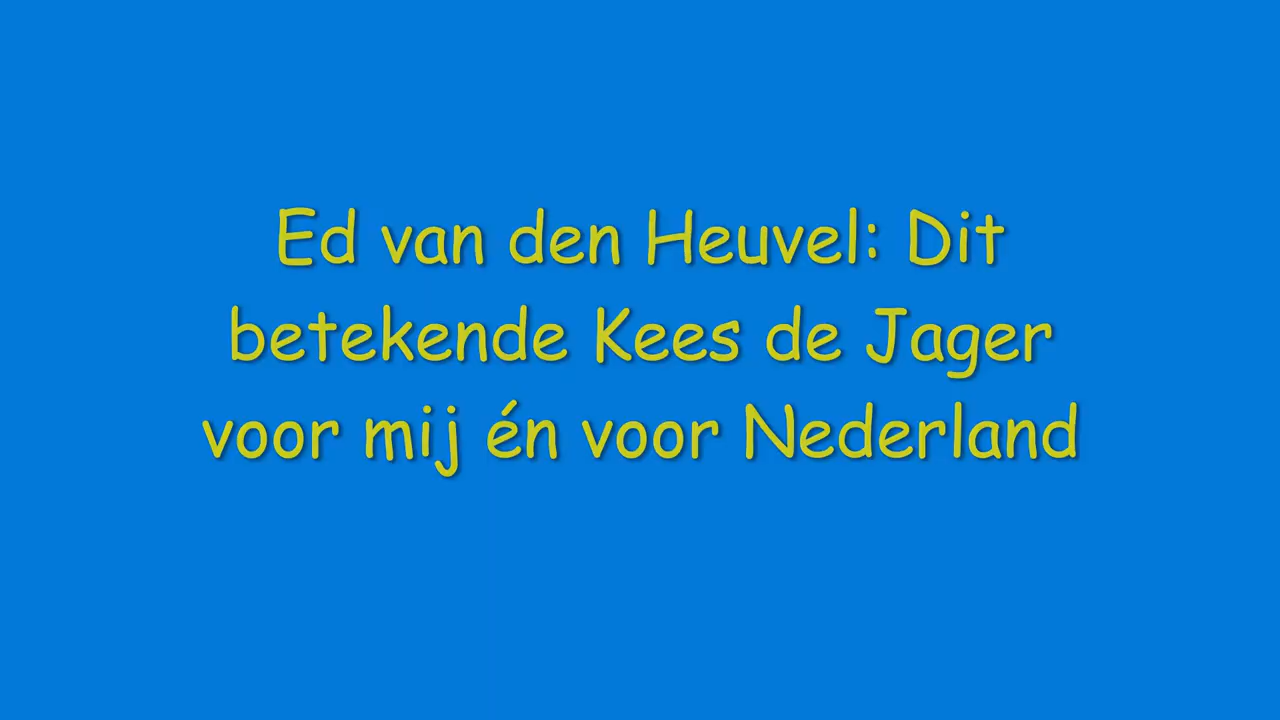 Ed van den Heuvel: Dit
betekende Kees de Jager
voor mij én voor Nederland